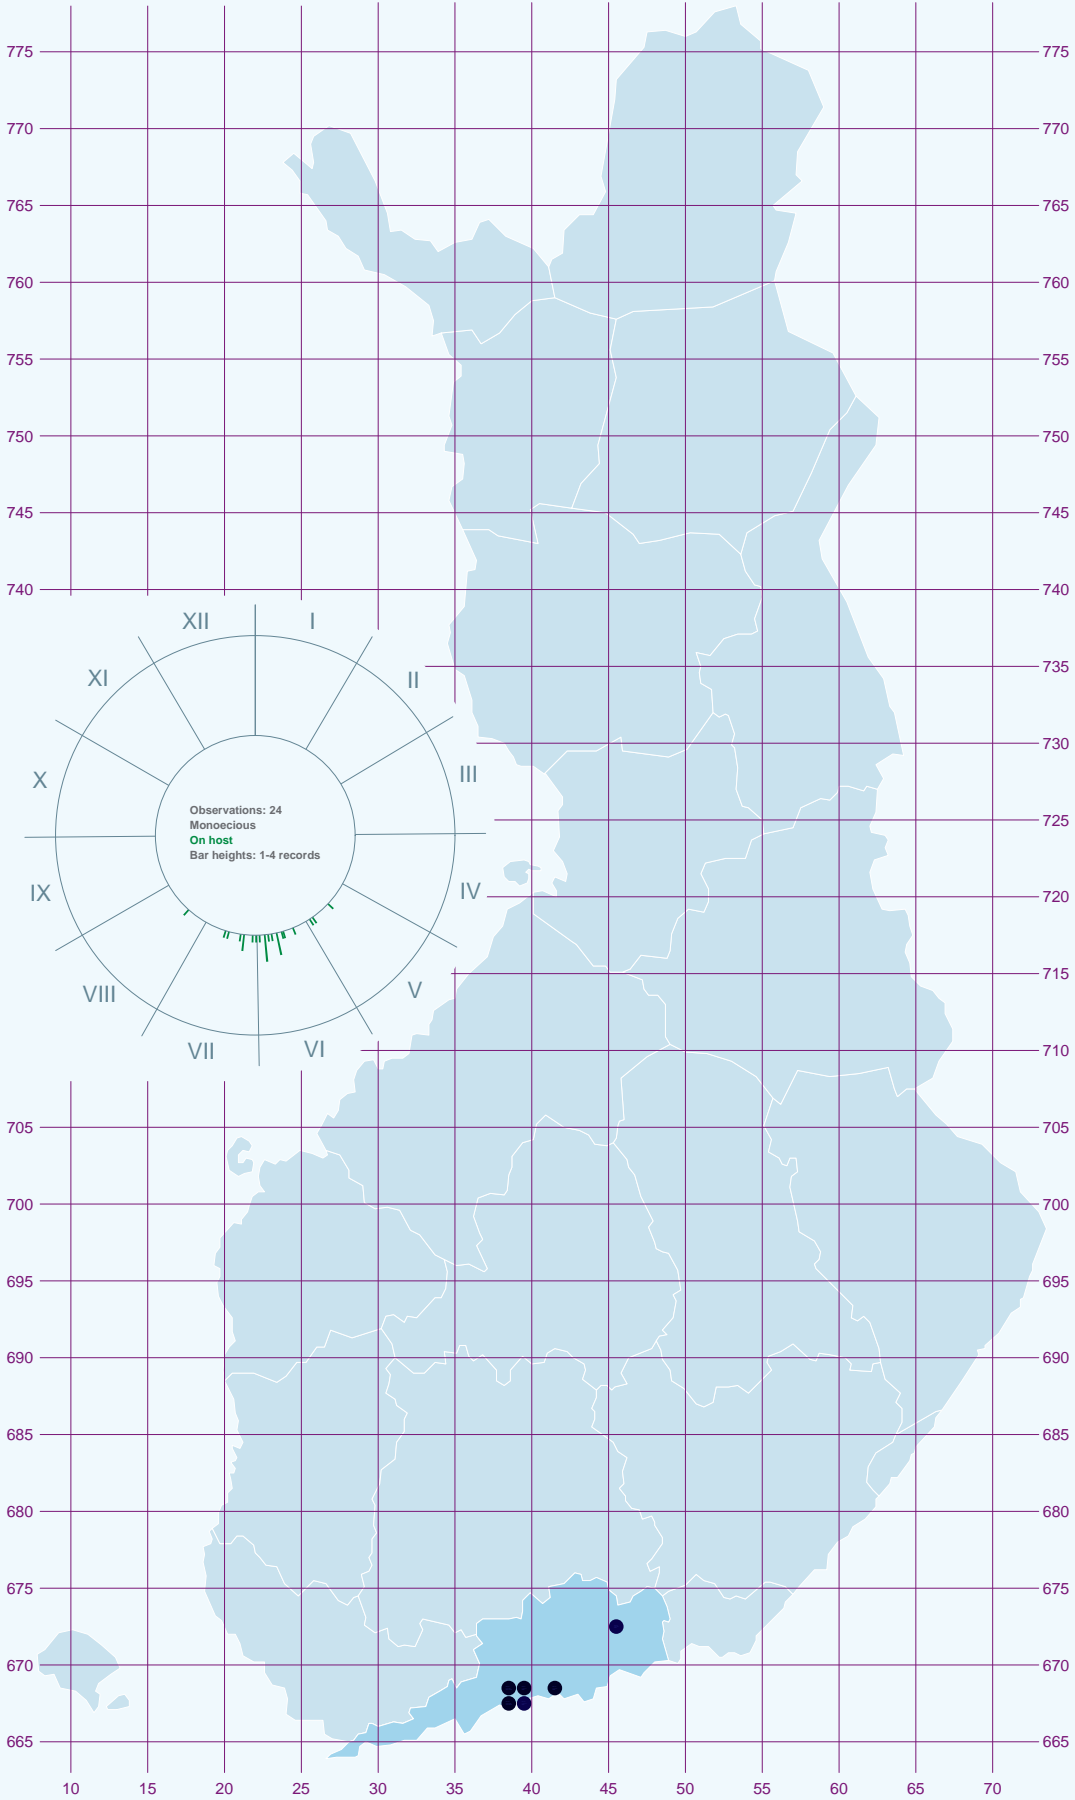 775 775
770 770
765 765
760 760
755 755
750 750
745 745
740 740
XII I
XI II
735
730
X III
Observations: 24
Monoecious
On host
Bar heights: 1-4 records
725
IX IV
720
VIII V
715
VII VI
710
705 705
700 700
695 695
690 690
685 685
680 680
675 675
670 670
665 665
10 15 20 25 30 35 40 45 50 55 60 65 70